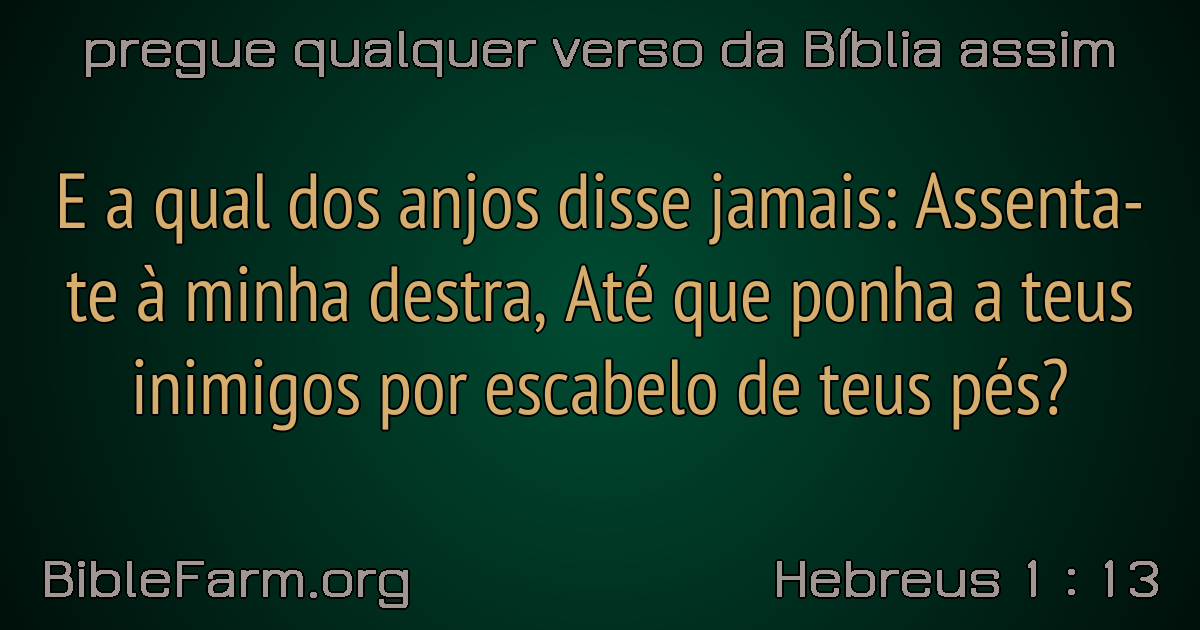 pregue qualquer verso da Bíblia assim
E a qual dos anjos disse jamais: Assenta-
te à minha destra, Até que ponha a teus
inimigos por escabelo de teus pés?
BibleFarm.org
Hebreus 1 : 13